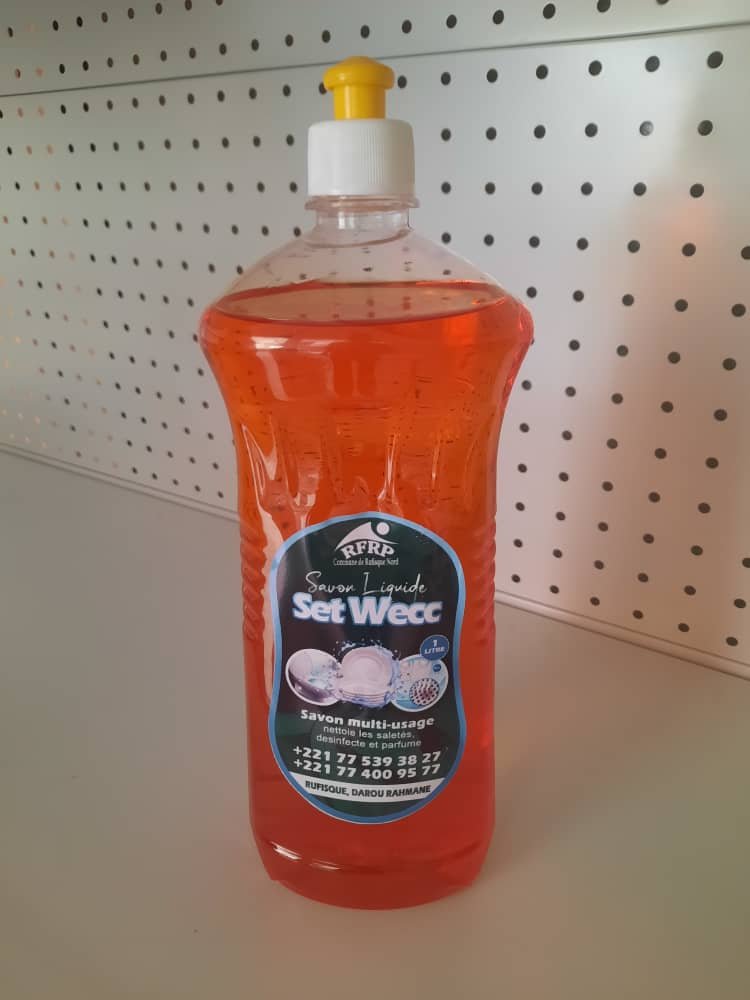 RFRP
Commune de Rufisque Nord
Savon Liquide
Set Wecc
1
LITRE
Savon multi-usage
nettoie les saletés,
desinfecte et parfume
+221 77 539 38 27
+221 77 400 95 77
RUFISQUE, DAROU RAHMANE